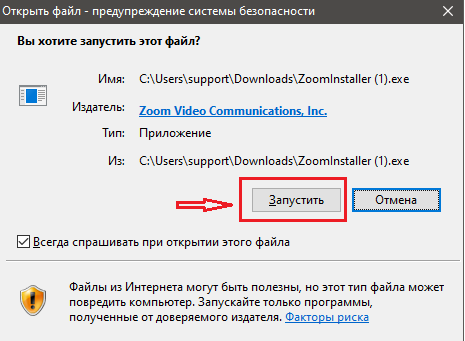 Открыть файл - предупреждение системы безопасности
Вы хотите запустить этот файл?
Имя: C:\Users\support\Downloads\ZoomInstaller (1).exe
Издатель: Zoom Video Communications, Inc.
Тип: Приложение
Из: C:\Users\support\Downloads\ZoomInstaller (1).exe
Запустить Отмена
Всегда спрашивать при открытии этого файла
Файлы из Интернета могут быть полезны, но этот тип файла может
повредить компьютер. Запускайте только программы,
полученные от доверяемого издателя. Факторы риска